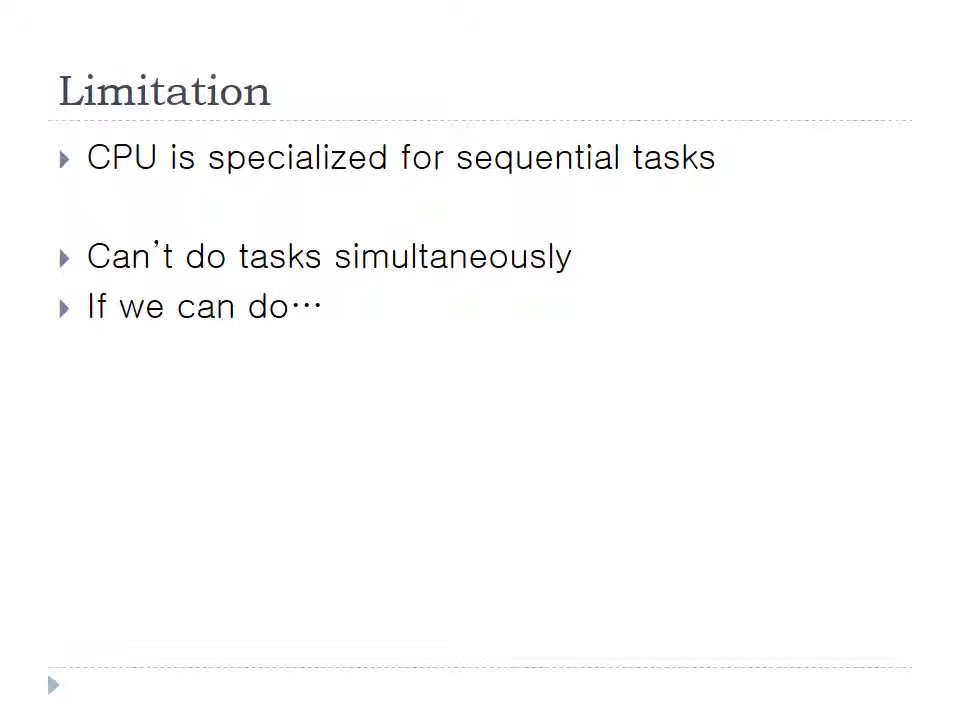 Limitation
CPU is specialized for sequential tasks
Can't do tasks simultaneously
If we can do…